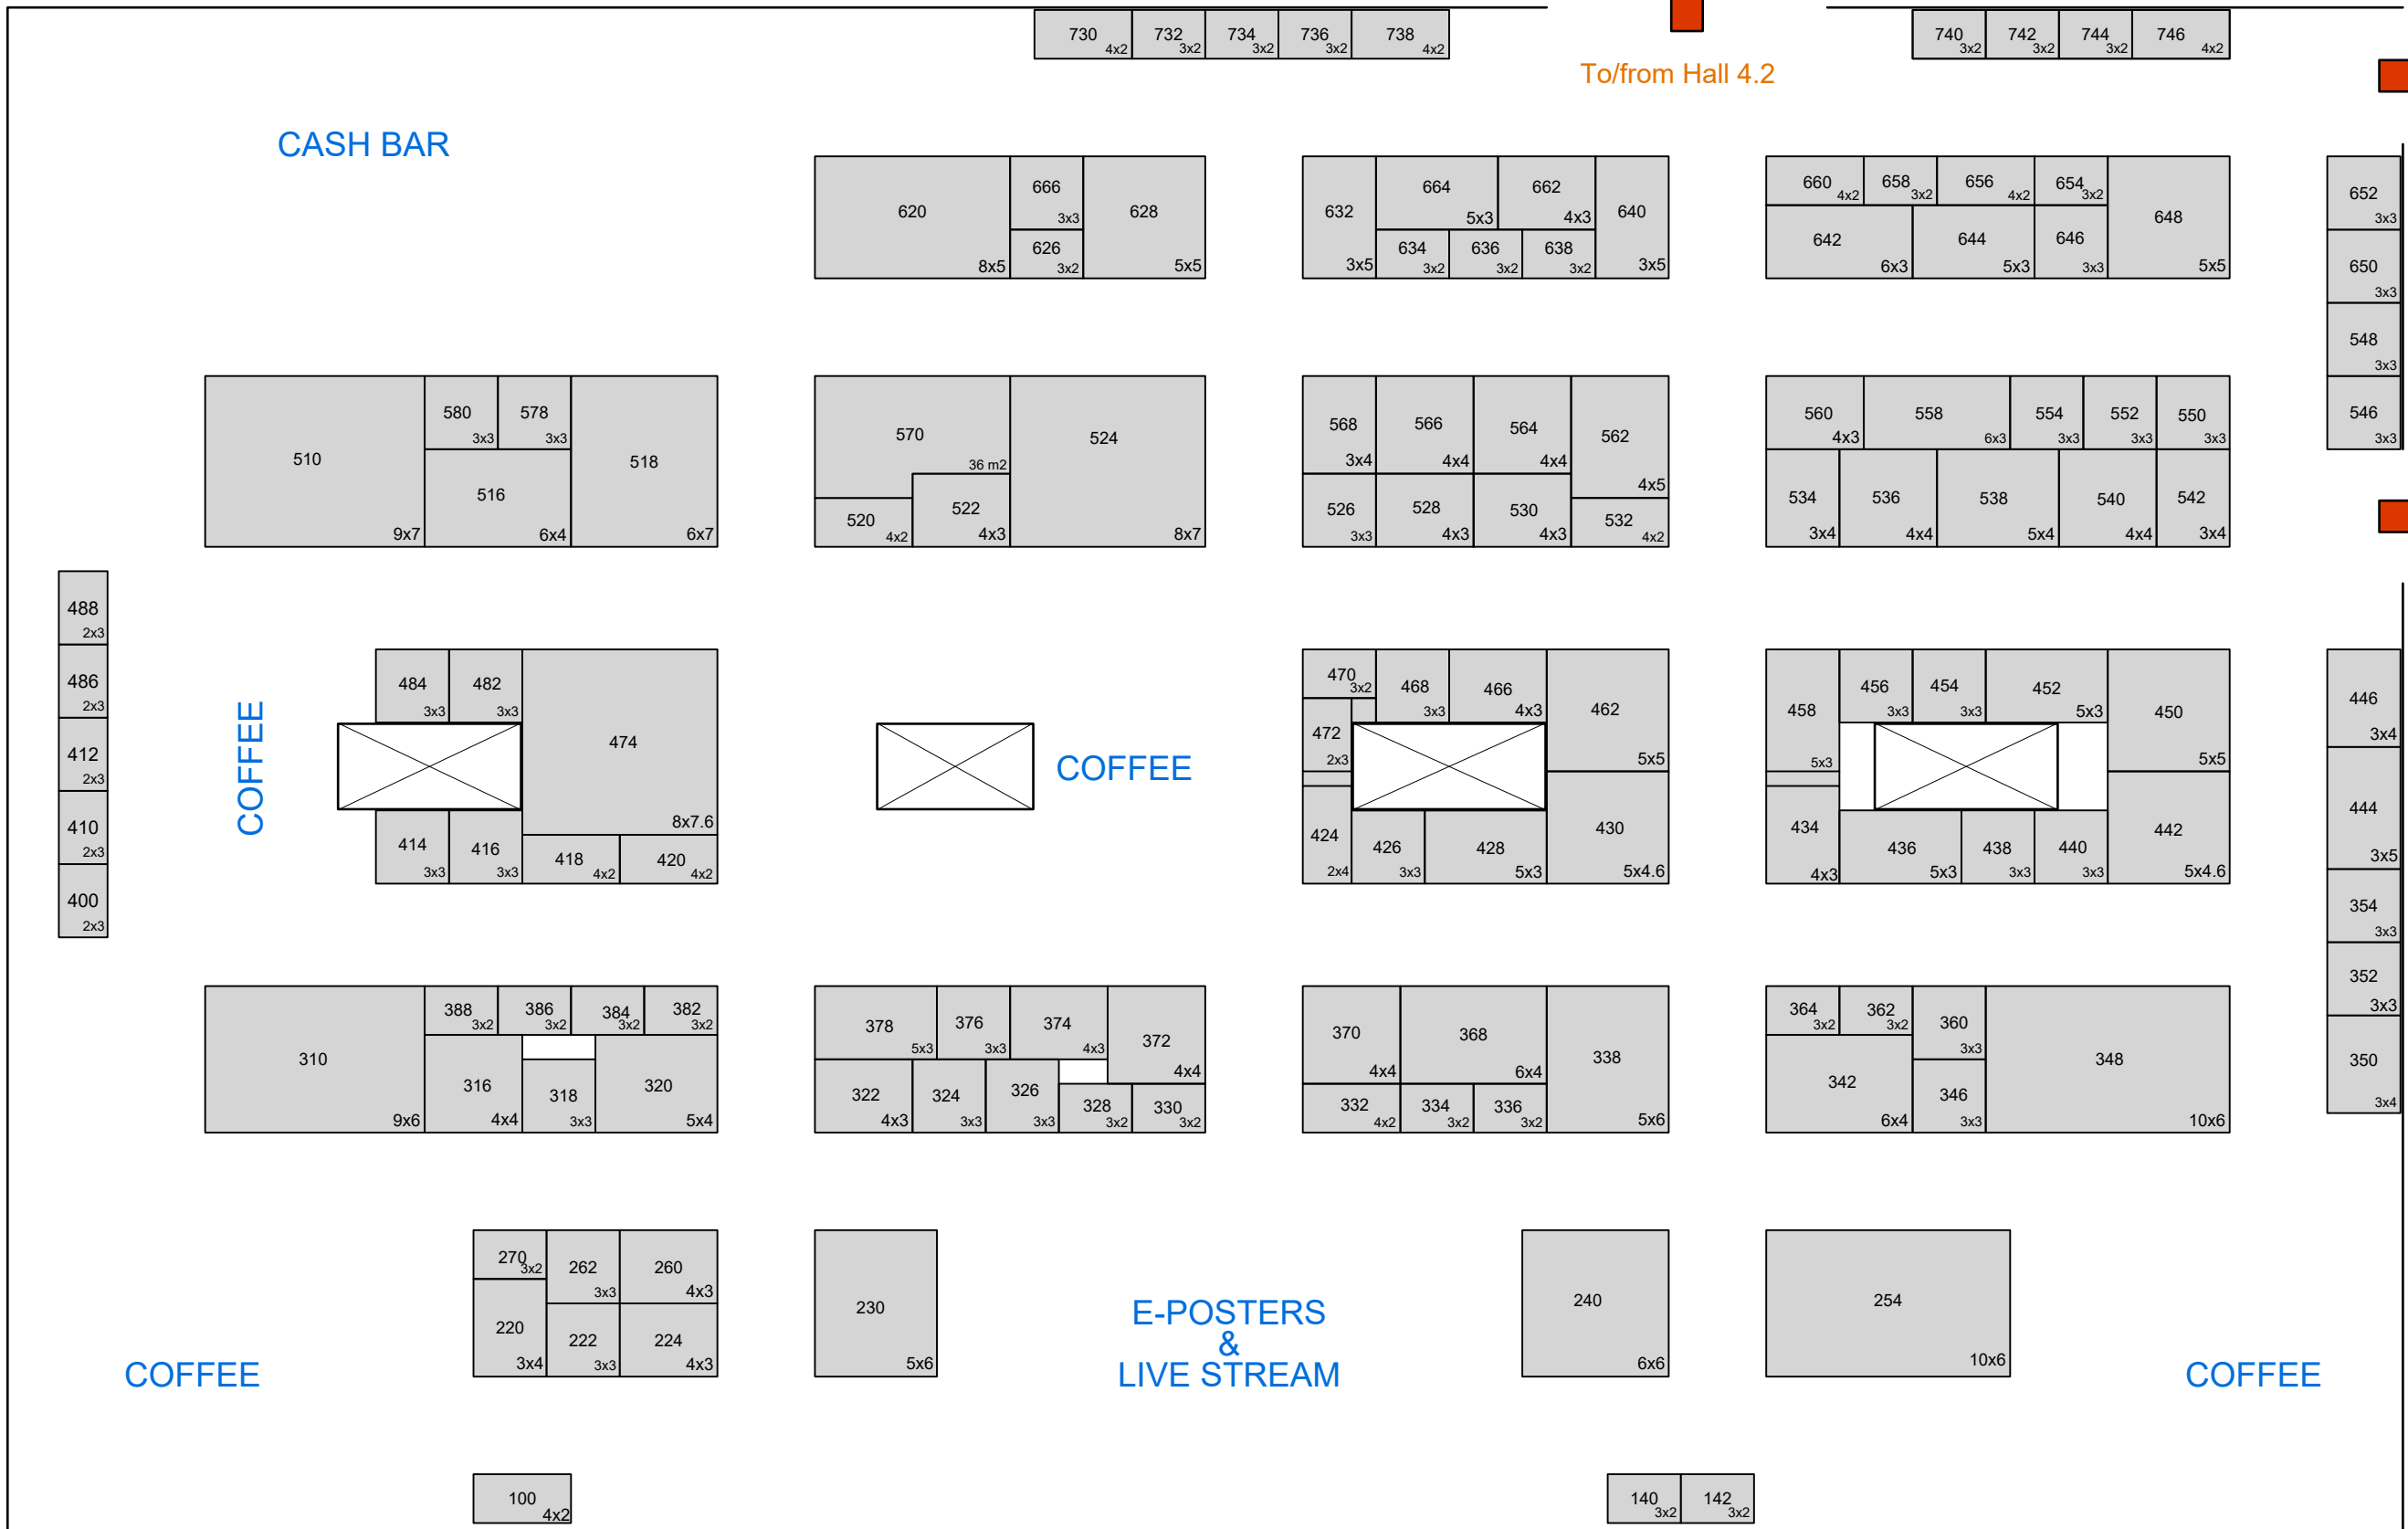 730 4x2 732 3x2 734 3x2 736 3x2 738 4x2
740 3x2 742 3x2 744 3x2 746 4x2
To/from Hall 4.2
CASH BAR
620 8x5 666 3x3 626 3x2 628 5x5
632 3x5 664 5x3 662 4x3 640 3x5
634 3x2 636 3x2 638 3x2
660 4x2 658 3x2 656 4x2 654 3x2 648 5x5
642 6x3 644 5x3 646 3x3
652 3x3
650 3x3
548 3x3
546 3x3
510 9x7 580 3x3 578 3x3 516 6x4 518 6x7
570 36 m2 524 8x7
520 4x2 522 4x3
568 3x4 566 4x4 564 4x4 562 4x5
526 3x3 528 4x3 530 4x3 532 4x2
560 4x3 558 6x3 554 3x3 552 3x3 550 3x3
534 3x4 536 4x4 538 5x4 540 4x4 542 3x4
488 2x3
486 2x3
412 2x3
410 2x3
400 2x3
COFFEE
484 3x3 482 3x3 474 8x7.6
414 3x3 416 3x3 418 4x2 420 4x2
COFFEE
470 3x2 468 3x3 466 4x3 462 5x5
472 2x3
424 2x4 426 3x3 428 5x3 430 5x4.6
458 5x3 456 3x3 454 3x3 452 5x3 450 5x5
434 4x3 436 5x3 438 3x3 440 3x3 442 5x4.6
446 3x4
444 3x5
354 3x3
352 3x3
350 3x4
310 9x6 388 3x2 386 3x2 384 3x2 382 3x2
316 4x4 318 3x3 320 5x4
378 5x3 376 3x3 374 4x3 372 4x4
322 4x3 324 3x3 326 3x3 328 3x2 330 3x2
370 4x4 368 6x4 338 5x6
332 4x2 334 3x2 336 3x2
364 3x2 362 3x2 360 3x3 348 10x6
342 6x4 346 3x3
270 3x2 262 3x3 260 4x3
220 3x4 222 3x3 224 4x3
230 5x6
E-POSTERS
&
LIVE STREAM
240 6x6
254 10x6
COFFEE
COFFEE
100 4x2
140 3x2 142 3x2